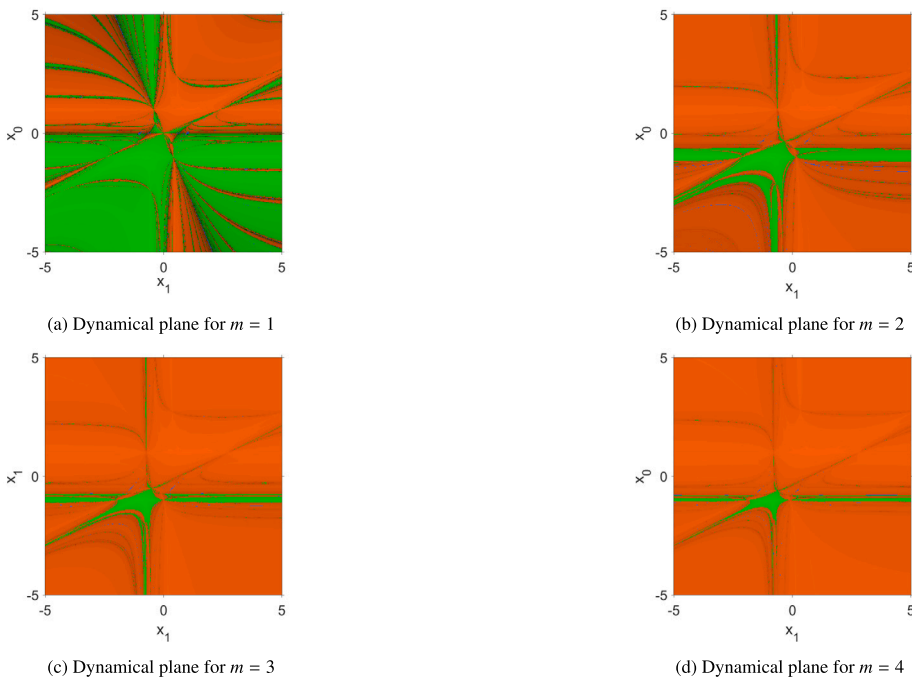 5
x0
0
-5
-5 0 5
x1
(a) Dynamical plane for m = 1
5
x0
0
-5
-5 0 5
x1
(b) Dynamical plane for m = 2
5
x1
0
-5
-5 0 5
x1
(c) Dynamical plane for m = 3
5
x0
0
-5
-5 0 5
x1
(d) Dynamical plane for m = 4